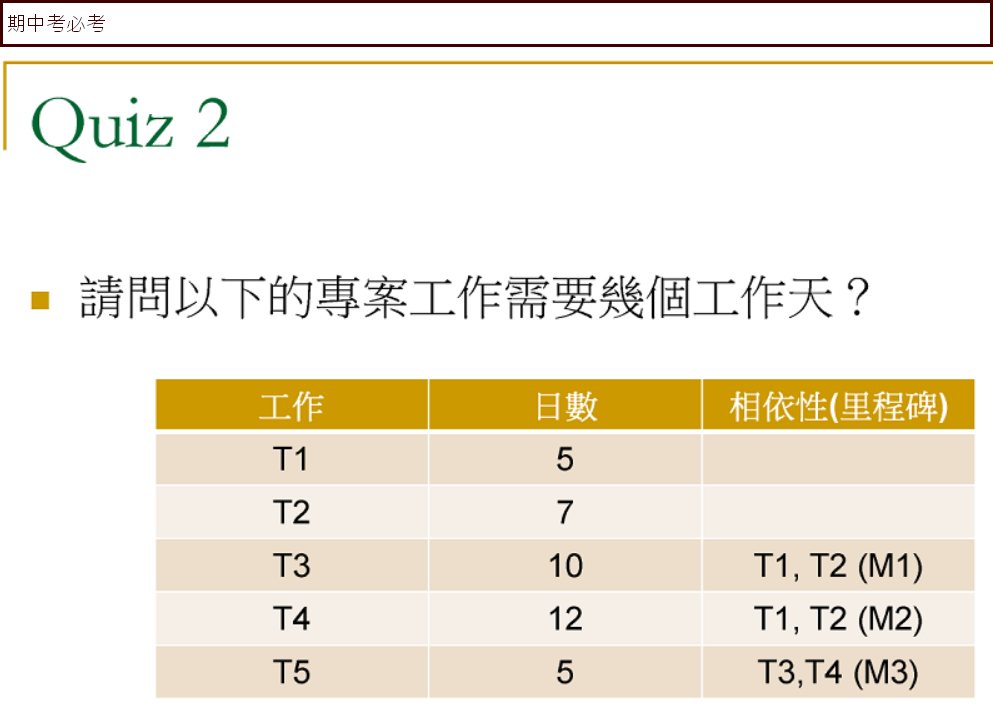 期中考必考
Quiz 2
請問以下的專案工作需要幾個工作天？
工作 日數 相依性(里程碑)
T1 5
T2 7
T3 10 T1, T2 (M1)
T4 12 T1, T2 (M2)
T5 5 T3,T4 (M3)